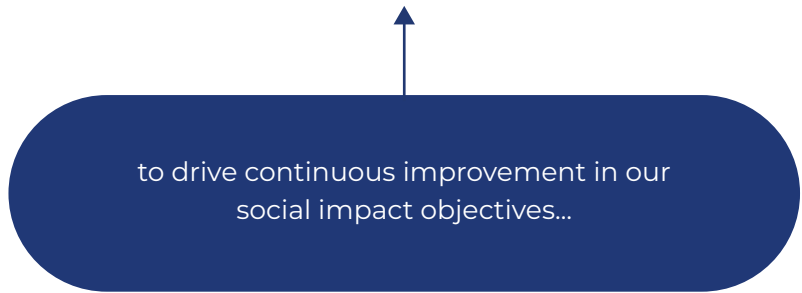 to drive continuous improvement in our
social impact objectives...